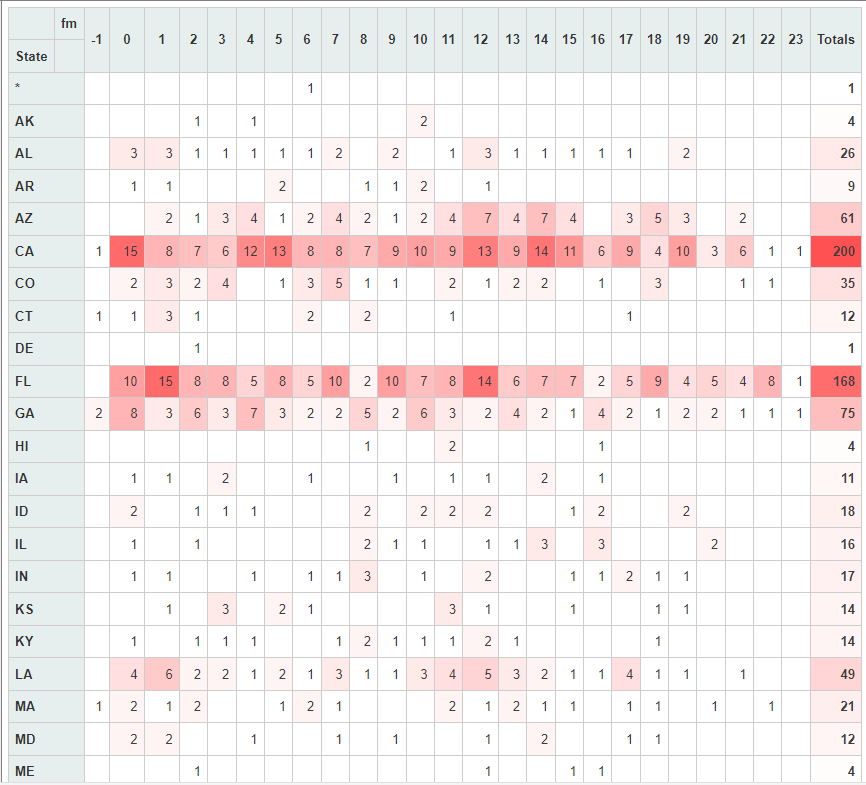 fm
-1 0 1 2 3 4 5 6 7 8 9 10 11 12 13 14 15 16 17 18 19 20 21 22 23 Totals
State
* 1 1
AK 1 1 2 4
AL 3 3 1 1 1 1 1 2 2 1 3 1 1 1 1 1 2 26
AR 1 1 2 1 1 2 1 9
AZ 2 1 3 4 1 2 4 2 1 2 4 7 4 7 4 3 5 3 2 61
CA 1 15 8 7 6 12 13 8 8 7 9 10 9 13 9 14 11 6 9 4 10 3 6 1 1 200
CO 2 3 2 4 1 3 5 1 1 2 1 2 2 1 3 1 1 35
CT 1 1 3 1 2 2 1 1 12
DE 1 1
FL 10 15 8 8 5 8 5 10 2 10 7 8 14 6 7 7 2 5 9 4 5 4 8 1 168
GA 2 8 3 6 3 7 3 2 2 5 2 6 3 2 4 2 1 4 2 1 2 2 1 1 1 75
HI 1 2 1 4
IA 1 1 2 1 1 1 1 2 1 11
ID 2 1 1 1 2 2 2 2 1 2 2 18
IL 1 1 2 1 1 1 1 3 3 2 16
IN 1 1 1 1 1 3 1 2 1 1 2 1 1 17
KS 1 3 2 1 3 1 1 1 1 14
KY 1 1 1 1 1 2 1 1 1 2 1 1 14
LA 4 6 2 2 1 2 1 3 1 1 3 4 5 3 2 1 1 4 1 1 1 49
MA 1 2 1 2 1 2 1 2 1 2 1 1 1 1 1 1 21
MD 2 2 1 1 1 1 2 1 1 12
ME 1 1 1 1 4